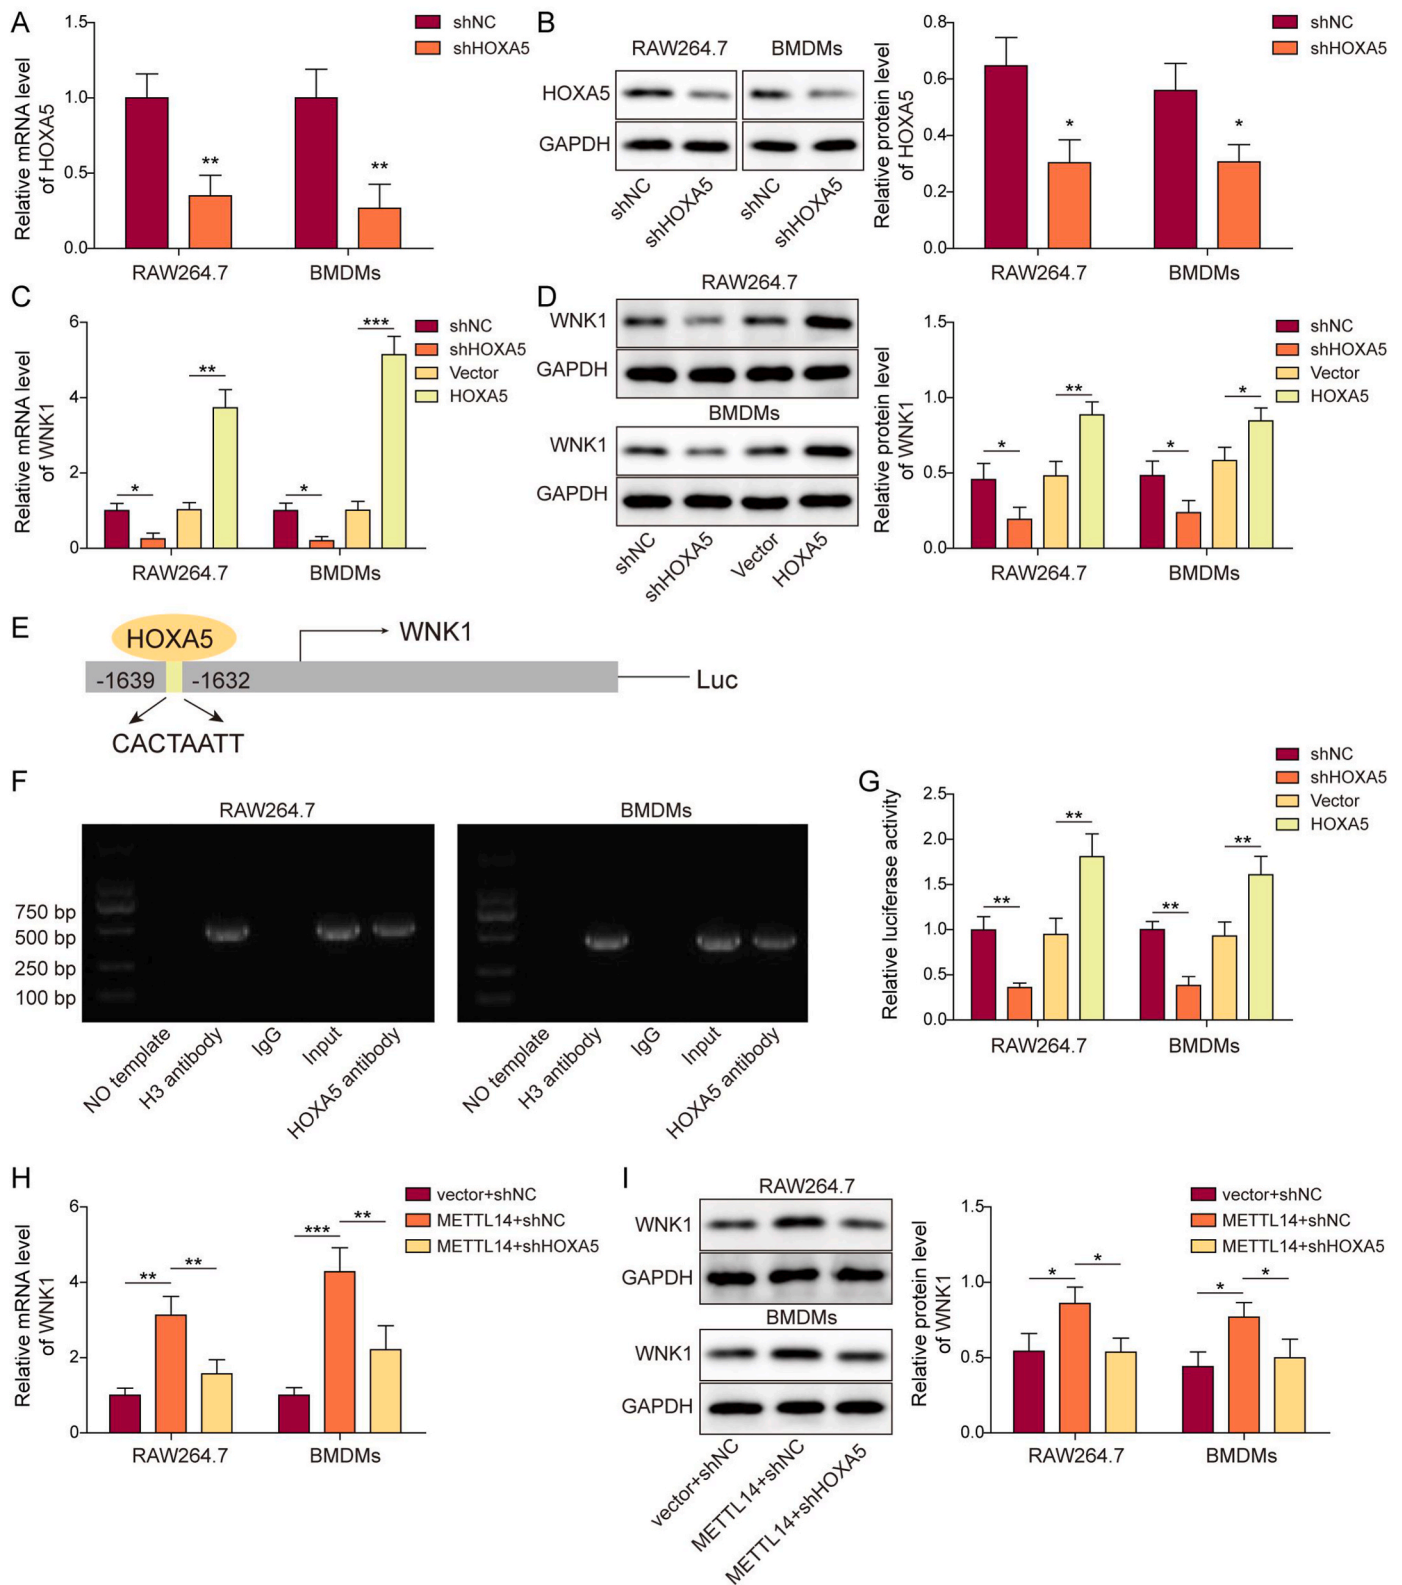 A
Relative mRNA level
of HOXA5
1.5
1.0
0.5
0.0
shNC
shHOXA5
**
**
RAW264.7
BMDMs
B
RAW264.7
BMDMs
HOXA5
GAPDH
shNC
shHOXA5
shNC
shHOXA5
Relative protein level
of HOXA5
0.8
0.6
0.4
0.2
0.0
shNC
shHOXA5
*
*
RAW264.7
BMDMs
C
Relative mRNA level
of WNK1
6
4
2
0
shNC
shHOXA5
Vector
HOXA5
*
**
*
***
RAW264.7
BMDMs
D
RAW264.7
WNK1
GAPDH
BMDMs
WNK1
GAPDH
shNC
shHOXA5
Vector
HOXA5
Relative protein level
of WNK1
1.5
1.0
0.5
0.0
shNC
shHOXA5
Vector
HOXA5
*
**
*
*
RAW264.7
BMDMs
E
HOXA5
WNK1
-1639
-1632
Luc
CACTAATT
F
RAW264.7
BMDMs
750 bp
500 bp
250 bp
100 bp
NO template
H3 antibody
IgG
Input
HOXA5 antibody
NO template
H3 antibody
IgG
Input
HOXA5 antibody
G
Relative luciferase activity
2.5
2.0
1.5
1.0
0.5
0.0
shNC
shHOXA5
Vector
HOXA5
**
**
**
**
RAW264.7
BMDMs
H
Relative mRNA level
of WNK1
6
4
2
0
vector+shNC
METTL14+shNC
METTL14+shHOXA5
**
**
***
**
RAW264.7
BMDMs
I
RAW264.7
WNK1
GAPDH
BMDMs
WNK1
GAPDH
vector+shNC
METTL14+shNC
METTL14+shHOXA5
Relative protein level
of WNK1
1.5
1.0
0.5
0.0
vector+shNC
METTL14+shNC
METTL14+shHOXA5
*
*
*
*
RAW264.7
BMDMs